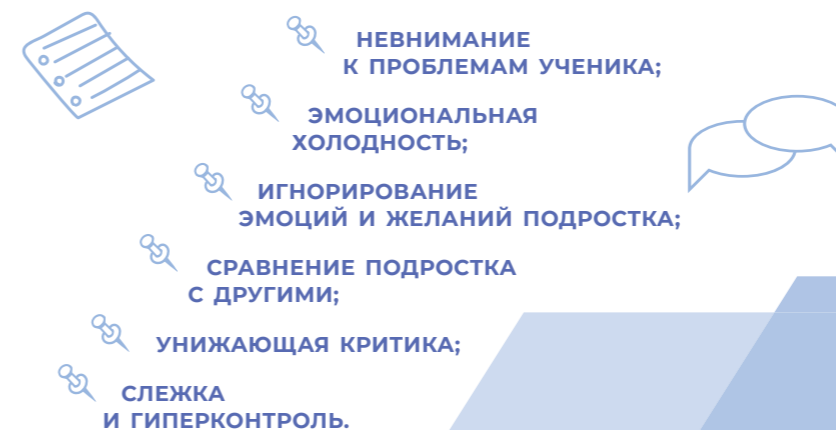 НЕВНИМАНИЕ
К ПРОБЛЕМАМ УЧЕНИКА;
ЭМОЦИОНАЛЬНАЯ
ХОЛОДНОСТЬ;
ИГНОРИРОВАНИЕ
ЭМОЦИЙ И ЖЕЛАНИЙ ПОДРОСТКА;
СРАВНЕНИЕ ПОДРОСТКА
С ДРУГИМИ;
УНИЖАЮЩАЯ КРИТИКА;
СЛЕЖКА
И ГИПЕРКОНТРОЛЬ.